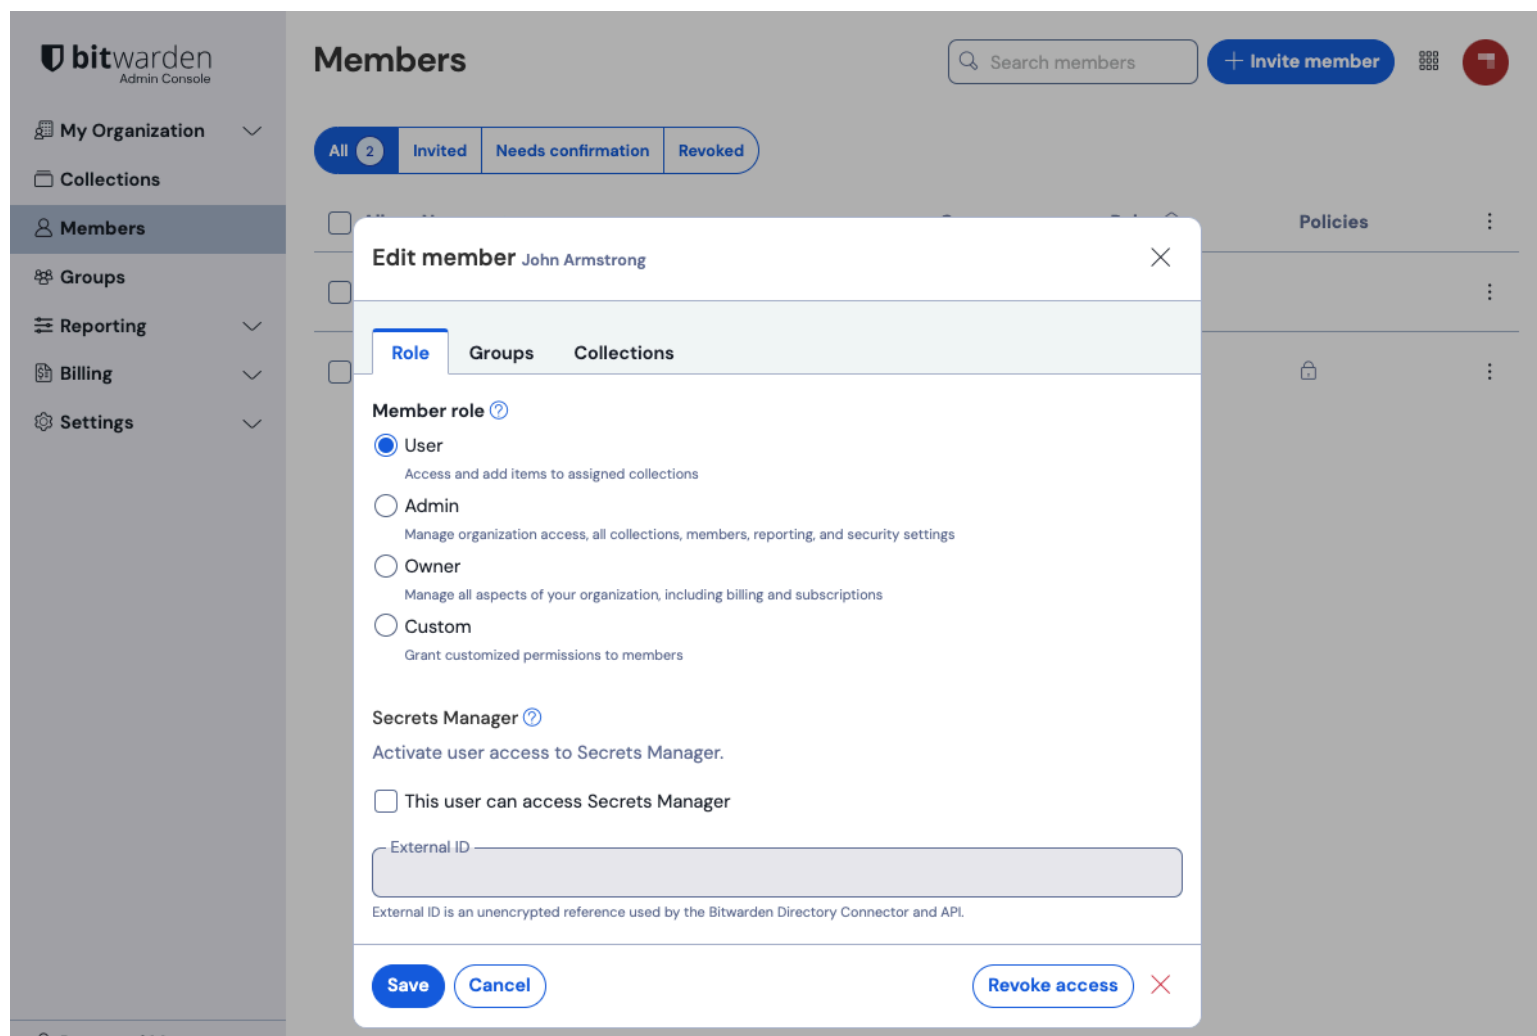 bitwarden
Admin Console
Members
Search members
Invite member
My Organization
Collections
Members
Groups
Reporting
Billing
Settings
All 2
Invited
Needs confirmation
Revoked
Policies
Edit member John Armstrong
Role
Groups
Collections
Member role
User
Access and add items to assigned collections
Admin
Manage organization access, all collections, members, reporting, and security settings
Owner
Manage all aspects of your organization, including billing and subscriptions
Custom
Grant customized permissions to members
Secrets Manager
Activate user access to Secrets Manager.
This user can access Secrets Manager
External ID
External ID is an unencrypted reference used by the Bitwarden Directory Connector and API.
Save
Cancel
Revoke access